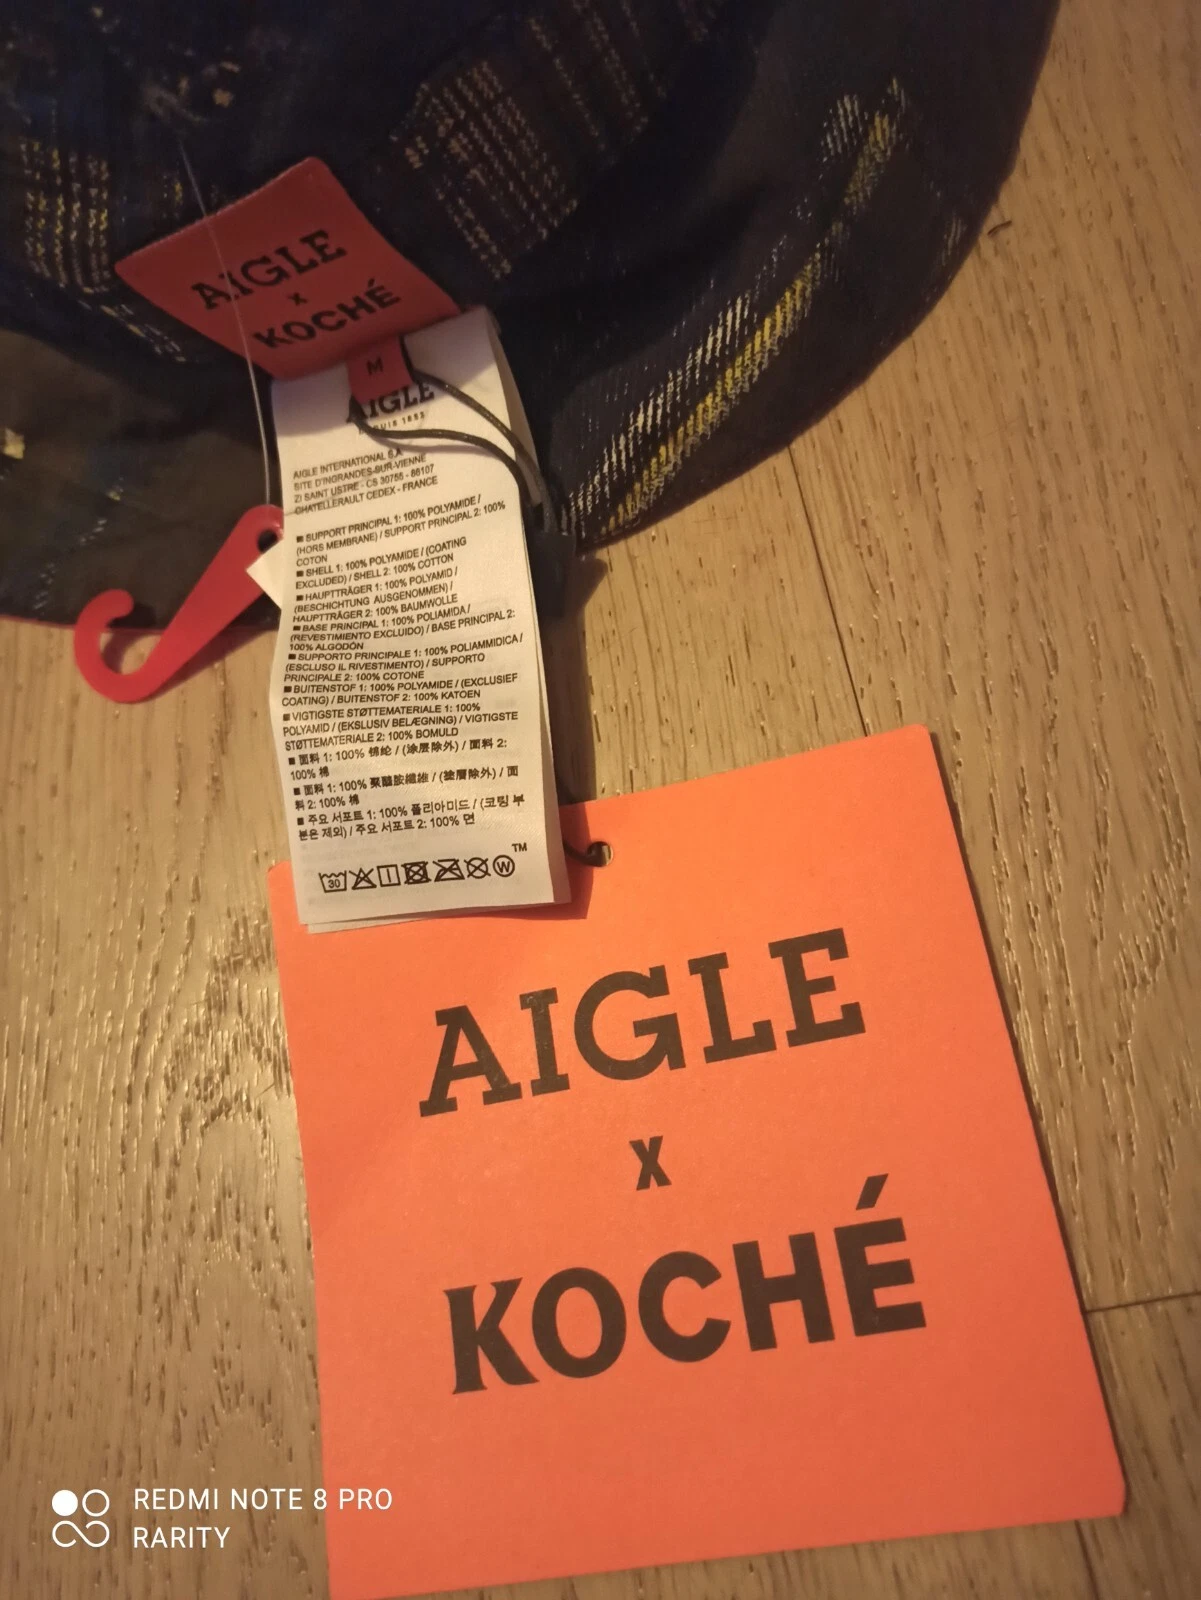 AIGLE
x
KOCHÉ
M
AIGLE
DEPUIS 1853
AIGLE INTERNATIONAL S.A
SITE D'INGRANDES-SUR-VIENNE
ZI SAINT USTRE - CS 30755 - 86107
CHATELLERAULT CEDEX - FRANCE
■ SUPPORT PRINCIPAL 1: 100% POLYAMIDE /
(HORS MEMBRANE) / SUPPORT PRINCIPAL 2: 100%
COTON
■ SHELL 1: 100% POLYAMIDE / (COATING
EXCLUDED) / SHELL 2: 100% COTTON
■ HAUPTTRÄGER 1: 100% POLYAMID /
(BESCHICHTUNG AUSGENOMMEN) /
HAUPTTRÄGER 2: 100% BAUMWOLLE
■ BASE PRINCIPAL 1: 100% POLIAMIDA /
(REVESTIMIENTO EXCLUIDO) / BASE PRINCIPAL 2:
100% ALGODÓN
■ SUPPORTO PRINCIPALE 1: 100% POLIAMMIDICA /
(ESCLUSO IL RIVESTIMENTO) / SUPPORTO
PRINCIPALE 2: 100% COTONE
■ BUITENSTOF 1: 100% POLYAMIDE / (EXCLUSIEF
COATING) / BUITENSTOF 2: 100% KATOEN
■ VIGTIGSTE STØTTEMATERIALE 1: 100%
POLYAMID / (EKSLUSIV BELÆGNING) / VIGTIGSTE
STØTTEMATERIALE 2: 100% BOMULD
■ 面料 1: 100% 锦纶 / (涂层除外) / 面料 2:
100% 棉
■ 面料 1: 100% 聚醯胺纖維 / (塗層除外) / 面
料 2: 100% 棉
■ 주요 서포트 1: 100% 폴리아미드 / (코팅 부
분은 제외) / 주요 서포트 2: 100% 면
30 W ™
AIGLE
x
KOCHÉ
REDMI NOTE 8 PRO
RARITY